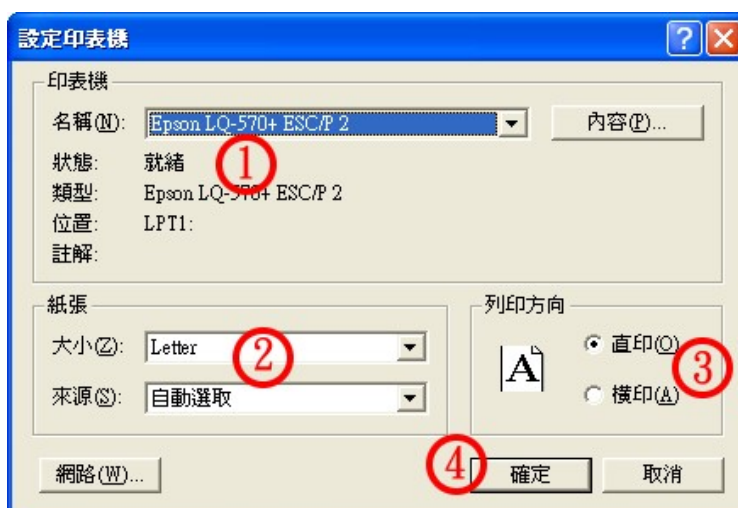 設定印表機
印表機
名稱(N): Epson LQ-570+ ESC/P 2 內容(P)...
狀態: 就緒
1
類型: Epson LQ-570+ ESC/P 2
位置: LPT1:
註解:
紙張
大小(Z): Letter
2
來源(S): 自動選取
列印方向
A
直印(O)
3
橫印(A)
網路(W)...
4
確定 取消